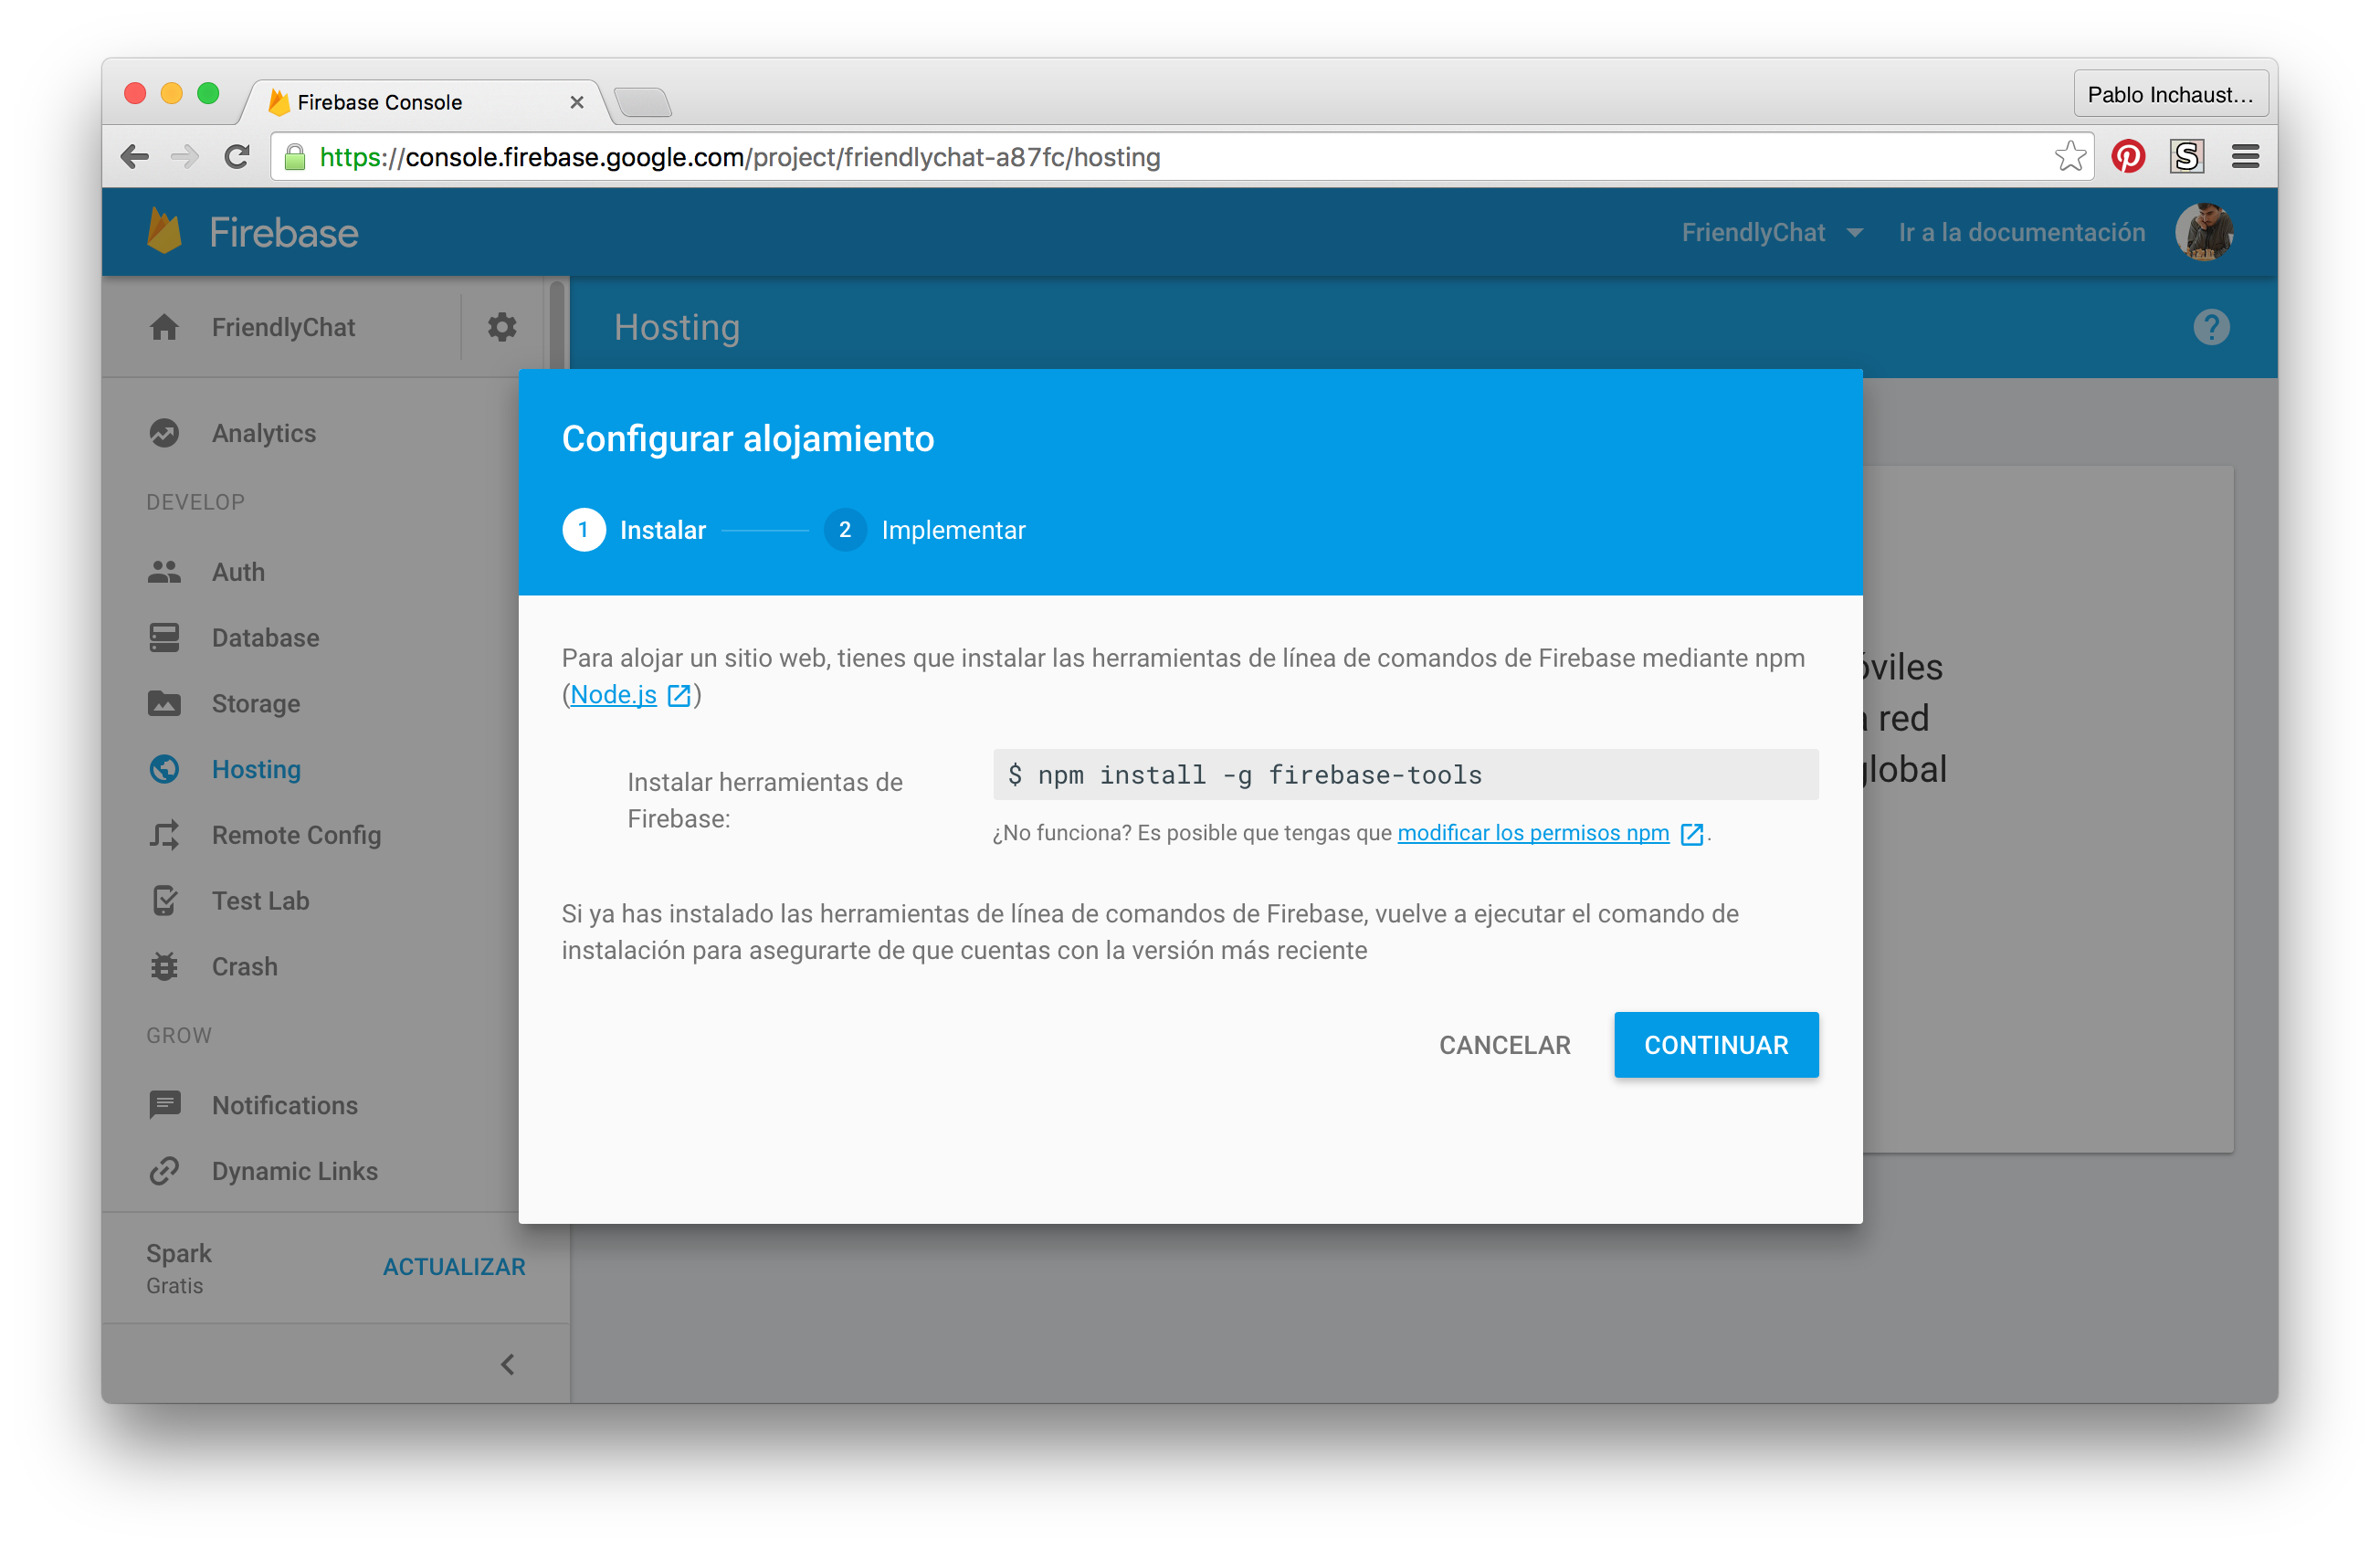 Firebase Console
Pablo Inchaust...
https://console.firebase.google.com/project/friendlychat-a87fc/hosting
Firebase
FriendlyChat
Ir a la documentación
FriendlyChat
Hosting
?
Analytics
DEVELOP
Auth
Database
Storage
Hosting
Remote Config
Test Lab
Crash
GROW
Notifications
Dynamic Links
Spark
Gratis
ACTUALIZAR
Configurar alojamiento
1 Instalar
2 Implementar
Para alojar un sitio web, tienes que instalar las herramientas de línea de comandos de Firebase mediante npm
(Node.js)
Instalar herramientas de
Firebase:
$ npm install -g firebase-tools
¿No funciona? Es posible que tengas que modificar los permisos npm.
Si ya has instalado las herramientas de línea de comandos de Firebase, vuelve a ejecutar el comando de
instalación para asegurarte de que cuentas con la versión más reciente
CANCELAR
CONTINUAR
red